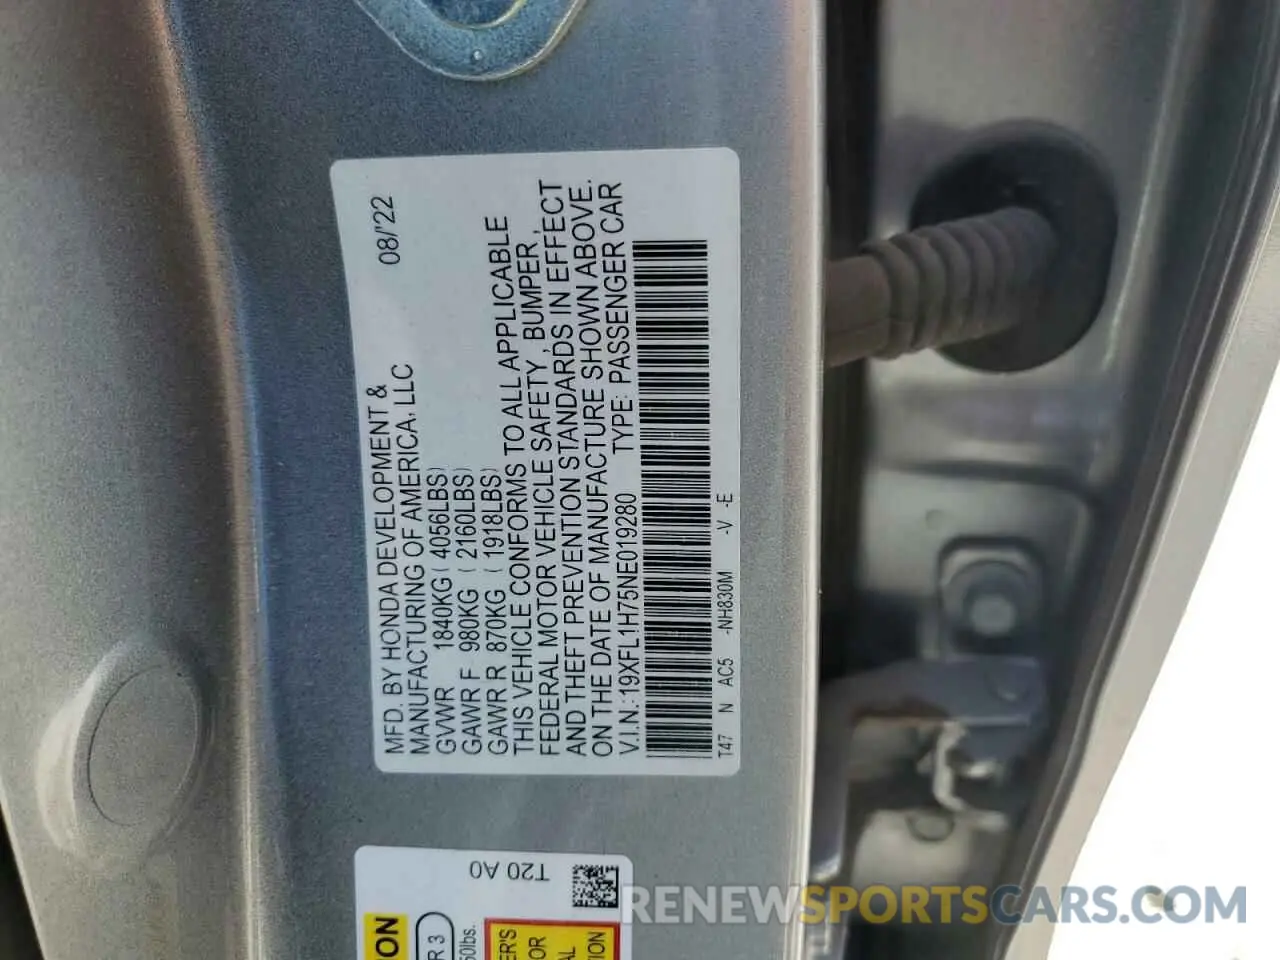 MFD. BY HONDA DEVELOPMENT & 08/'22
MANUFACTURING OF AMERICA, LLC
GVWR 1840KG ( 4056LBS)
GAWR F 980KG ( 2160LBS)
GAWR R 870KG ( 1918LBS)
THIS VEHICLE CONFORMS TO ALL APPLICABLE
FEDERAL MOTOR VEHICLE SAFETY, BUMPER,
AND THEFT PREVENTION STANDARDS IN EFFECT
ON THE DATE OF MANUFACTURE SHOWN ABOVE.
V.I.N.:19XFL1H75NE019280 TYPE: PASSENGER CAR
T47 N AC5 -NH830M -V -E
T20 A0
R 3
RENEWSPORTSCARS.COM